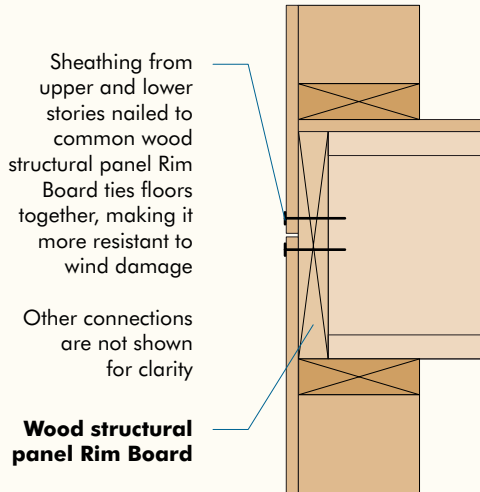 Sheathing from
upper and lower
stories nailed to
common wood
structural panel Rim
Board ties floors
together, making it
more resistant to
wind damage
Other connections
are not shown
for clarity
Wood structural
panel Rim Board